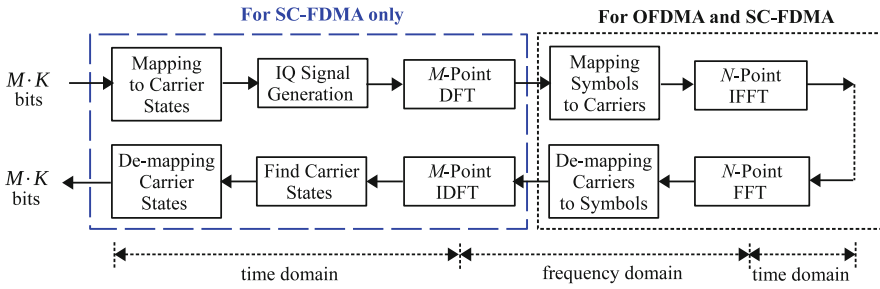 For SC-FDMA only
For OFDMA and SC-FDMA
M·K
bits
Mapping
to Carrier
States
IQ Signal
Generation
M-Point
DFT
Mapping
Symbols
to Carriers
N-Point
IFFT
M·K
bits
De-mapping
Carrier
States
Find Carrier
States
M-Point
IDFT
De-mapping
Carriers
to Symbols
N-Point
FFT
time domain
frequency domain
time domain